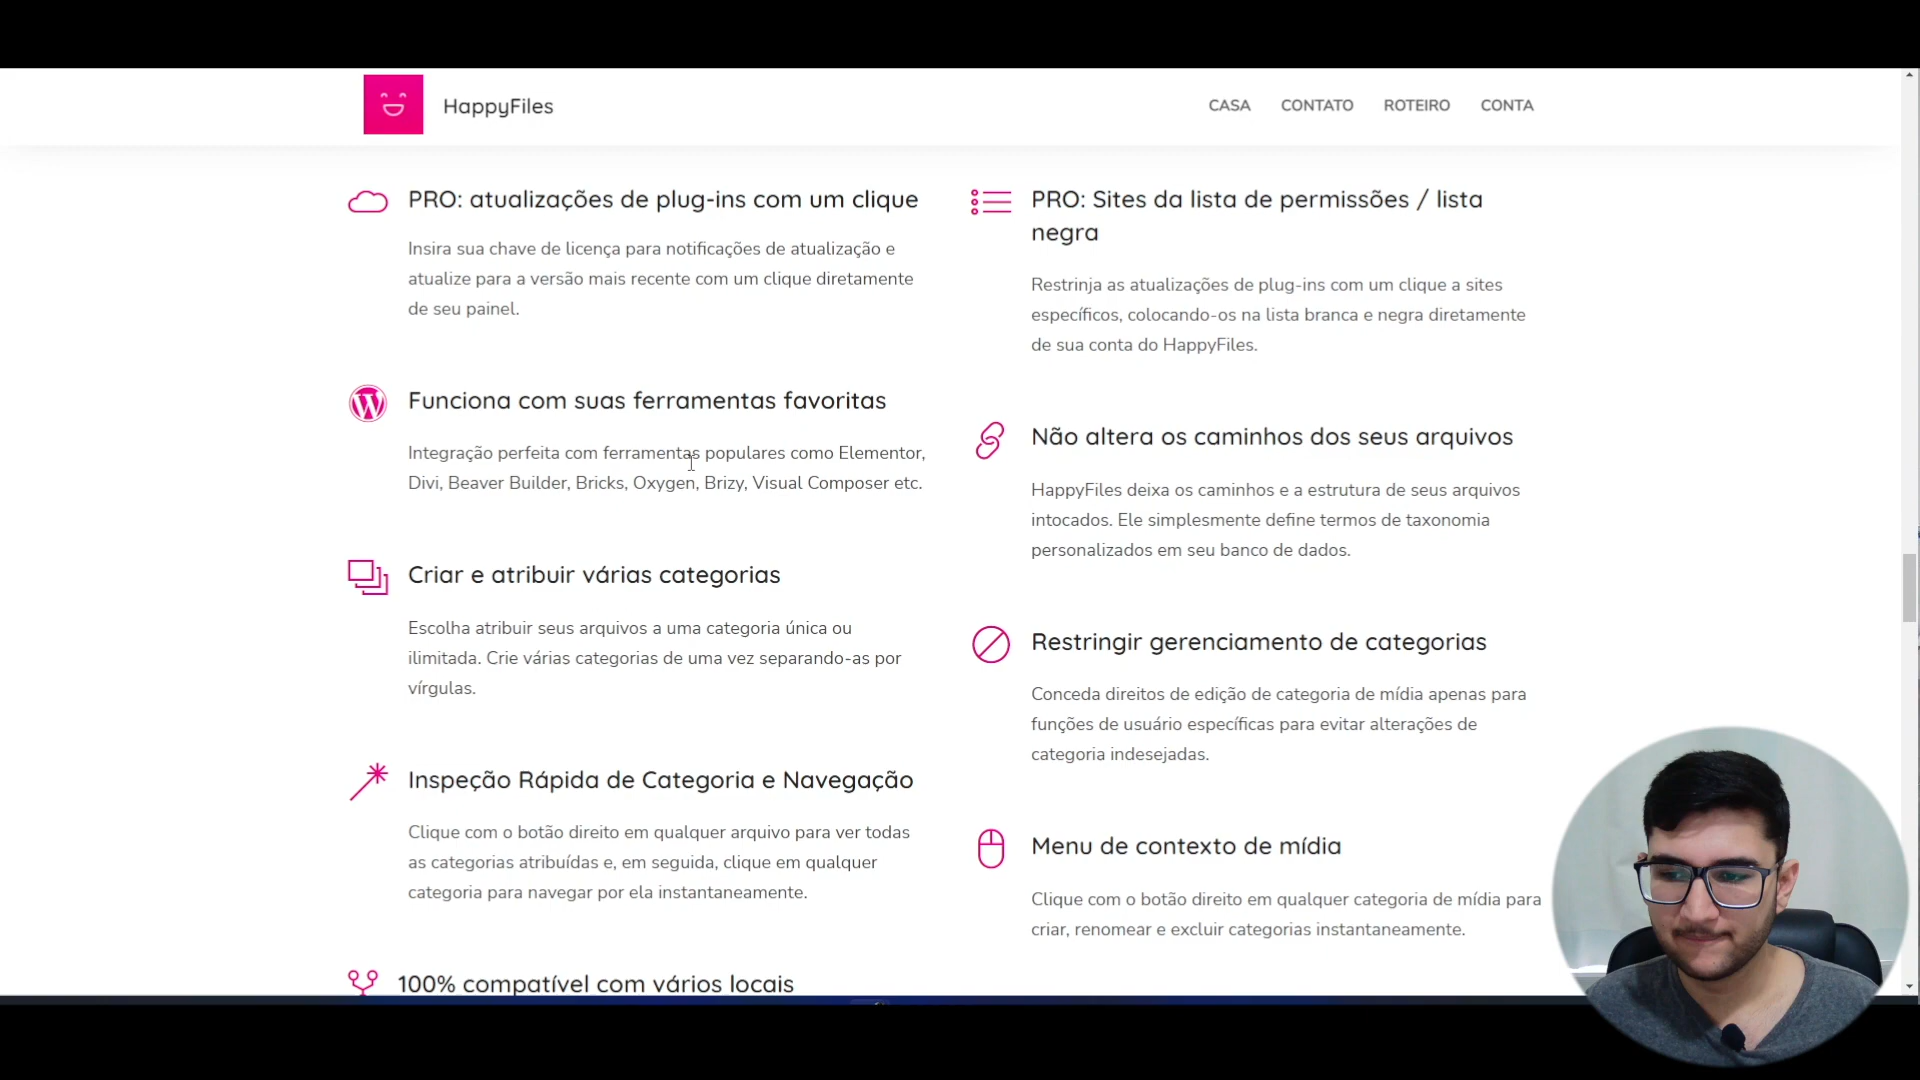 HappyFiles
CASA
CONTATO
ROTEIRO
CONTA
PRO: atualizações de plug-ins com um clique
Insira sua chave de licença para notificações de atualização e
atualize para a versão mais recente com um clique diretamente
de seu painel.
Funciona com suas ferramentas favoritas
Integração perfeita com ferramentas populares como Elementor,
Divi, Beaver Builder, Bricks, Oxygen, Brizy, Visual Composer etc.
Criar e atribuir várias categorias
Escolha atribuir seus arquivos a uma categoria única ou
ilimitada. Crie várias categorias de uma vez separando-as por
vírgulas.
Inspeção Rápida de Categoria e Navegação
Clique com o botão direito em qualquer arquivo para ver todas
as categorias atribuídas e, em seguida, clique em qualquer
categoria para navegar por ela instantaneamente.
100% compatível com vários locais
PRO: Sites da lista de permissões / lista
negra
Restrinja as atualizações de plug-ins com um clique a sites
específicos, colocando-os na lista branca e negra diretamente
de sua conta do HappyFiles.
Não altera os caminhos dos seus arquivos
HappyFiles deixa os caminhos e a estrutura de seus arquivos
intocados. Ele simplesmente define termos de taxonomia
personalizados em seu banco de dados.
Restringir gerenciamento de categorias
Conceda direitos de edição de categoria de mídia apenas para
funções de usuário específicas para evitar alterações de
categoria indesejadas.
Menu de contexto de mídia
Clique com o botão direito em qualquer categoria de mídia para
criar, renomear e excluir categorias instantaneamente.